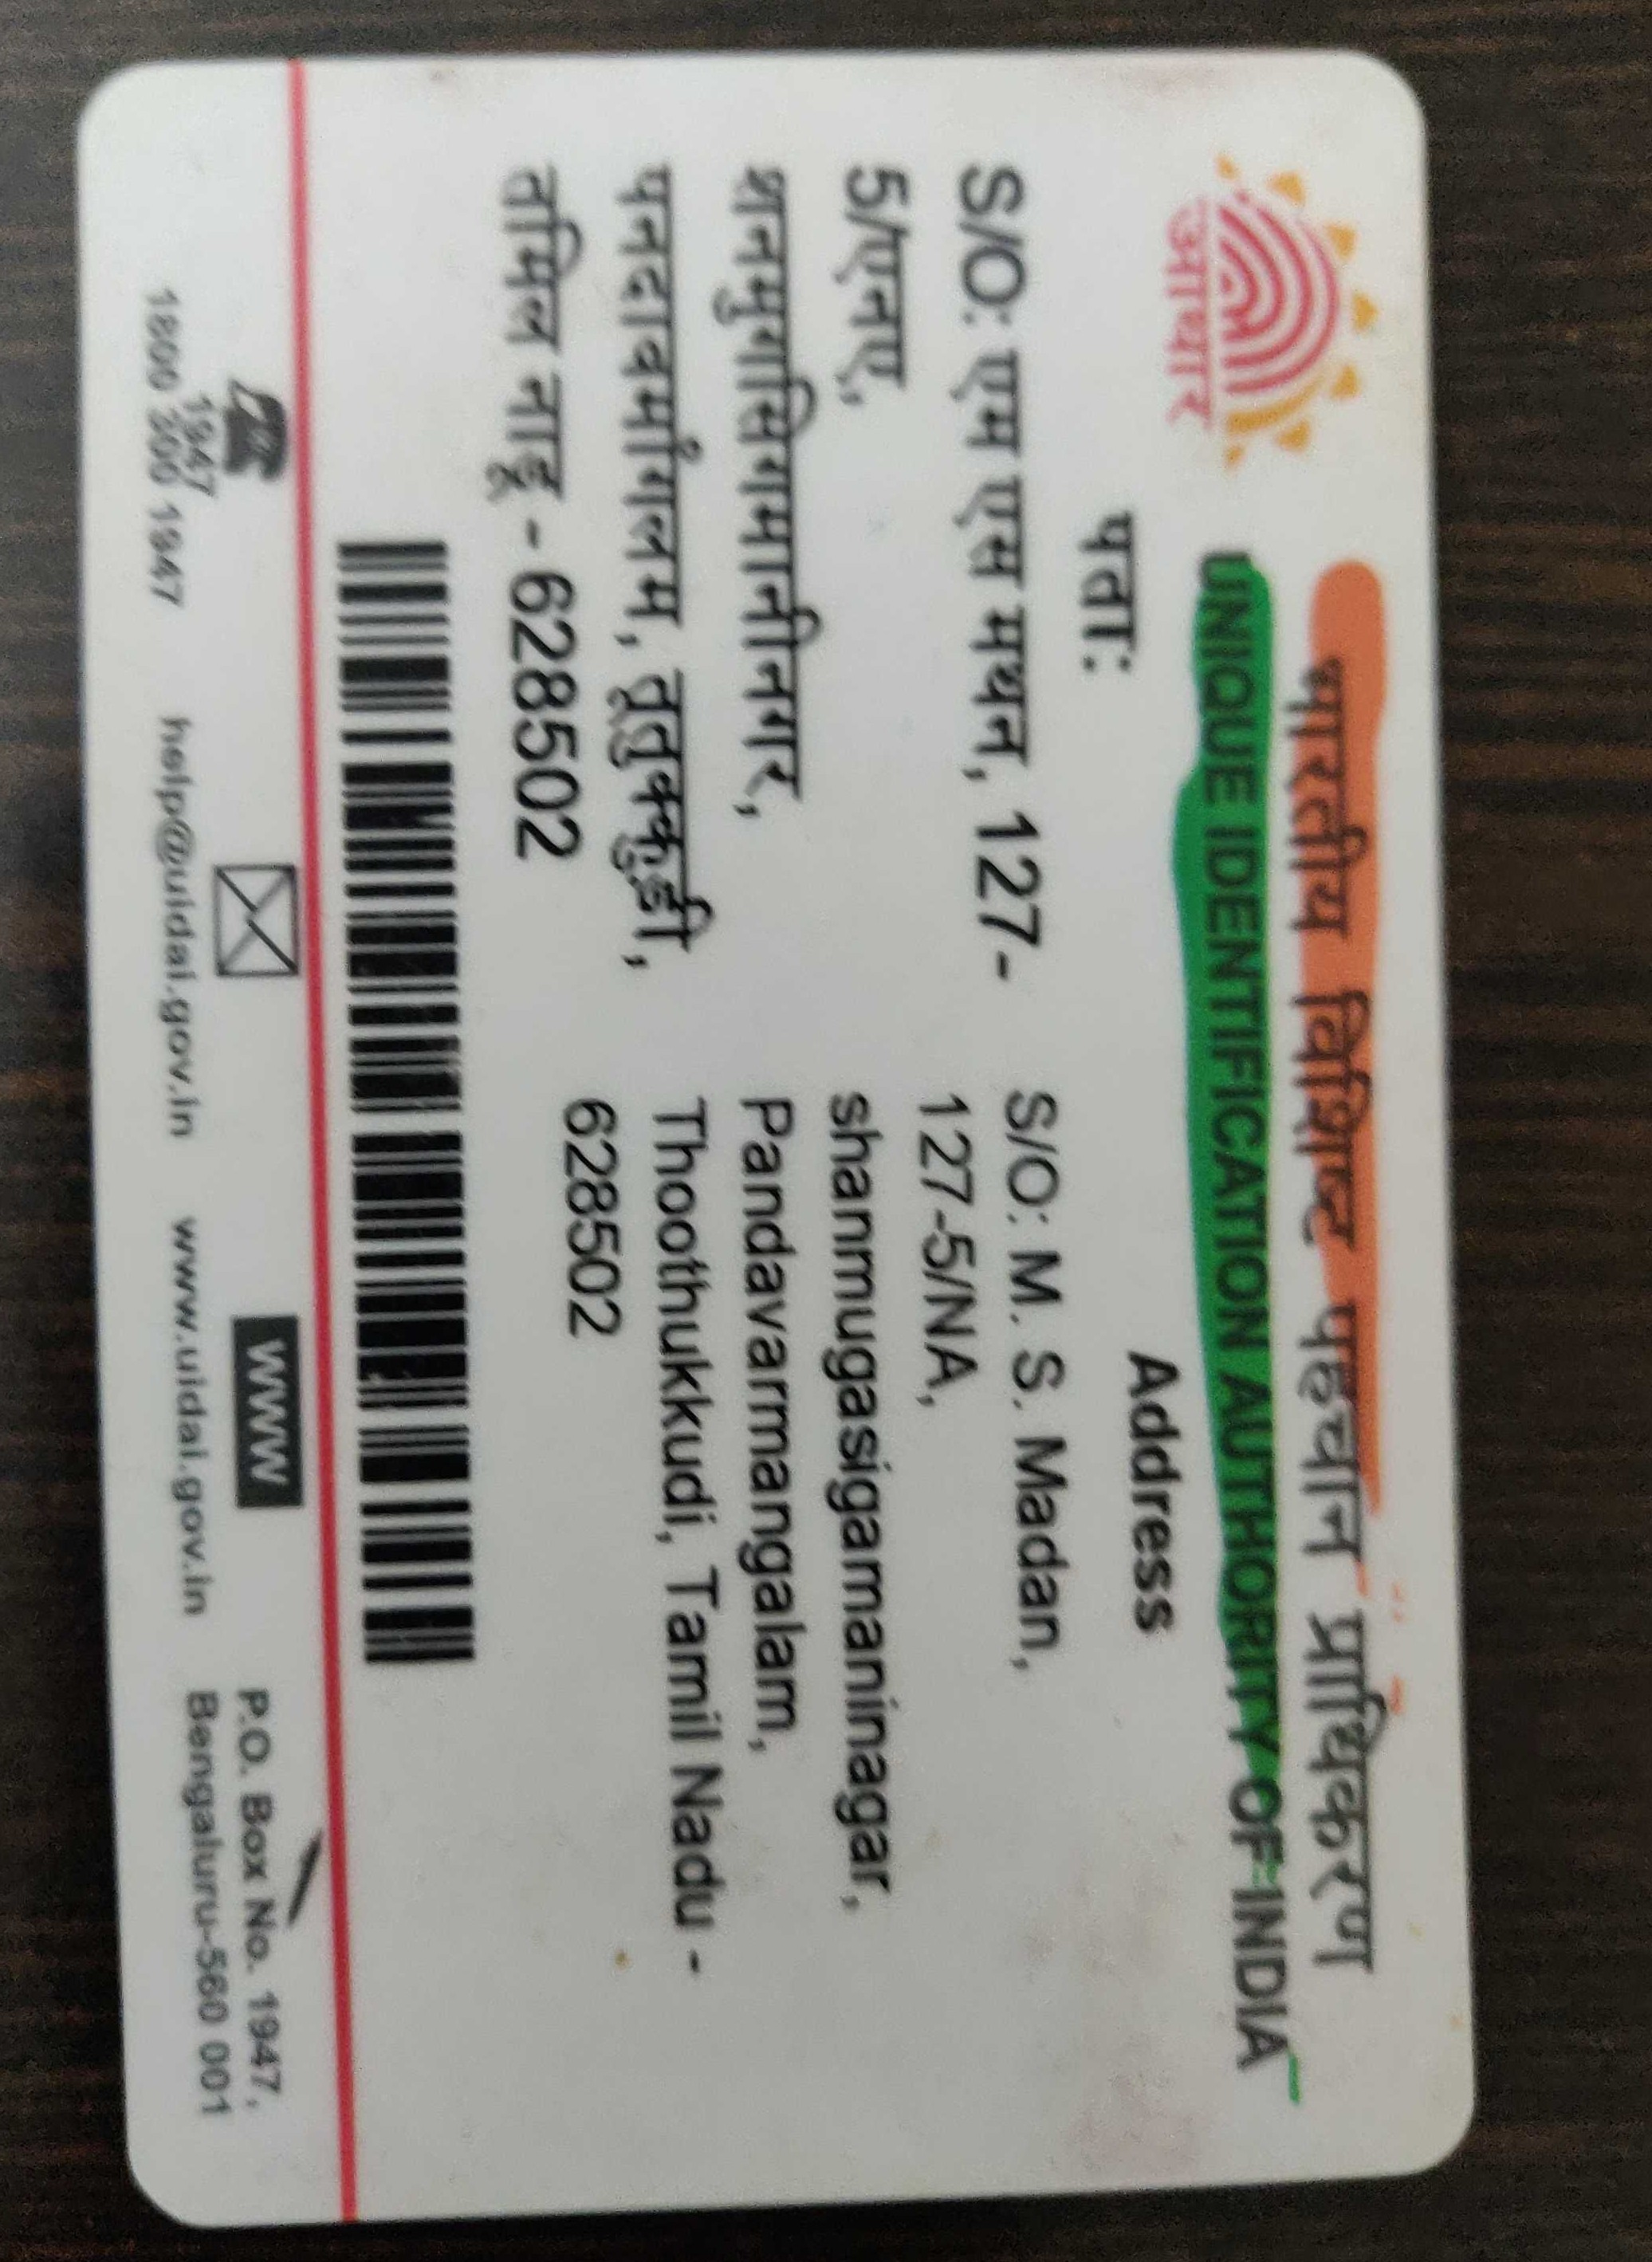 भारतीय विशिष्ट पहचान प्राधिकरण
UNIQUE IDENTIFICATION AUTHORITY OF INDIA
आधार
पता:
S/O: एम एस मधन, 127-
5/एनए,
शनमुगासिगमानीनगर,
पनदावर्मांगलम, तूतुक्कुडी,
तमिल नाडू - 628502
Address
S/O: M. S. Madan,
127-5/NA,
shanmugasigamaninagar,
Pandavarmangalam,
Thoothukkudi, Tamil Nadu -
628502
1947
1800 300 1947
help@uidai.gov.in
WWW
www.uidai.gov.in
P.O. Box No. 1947,
Bengaluru-560 001